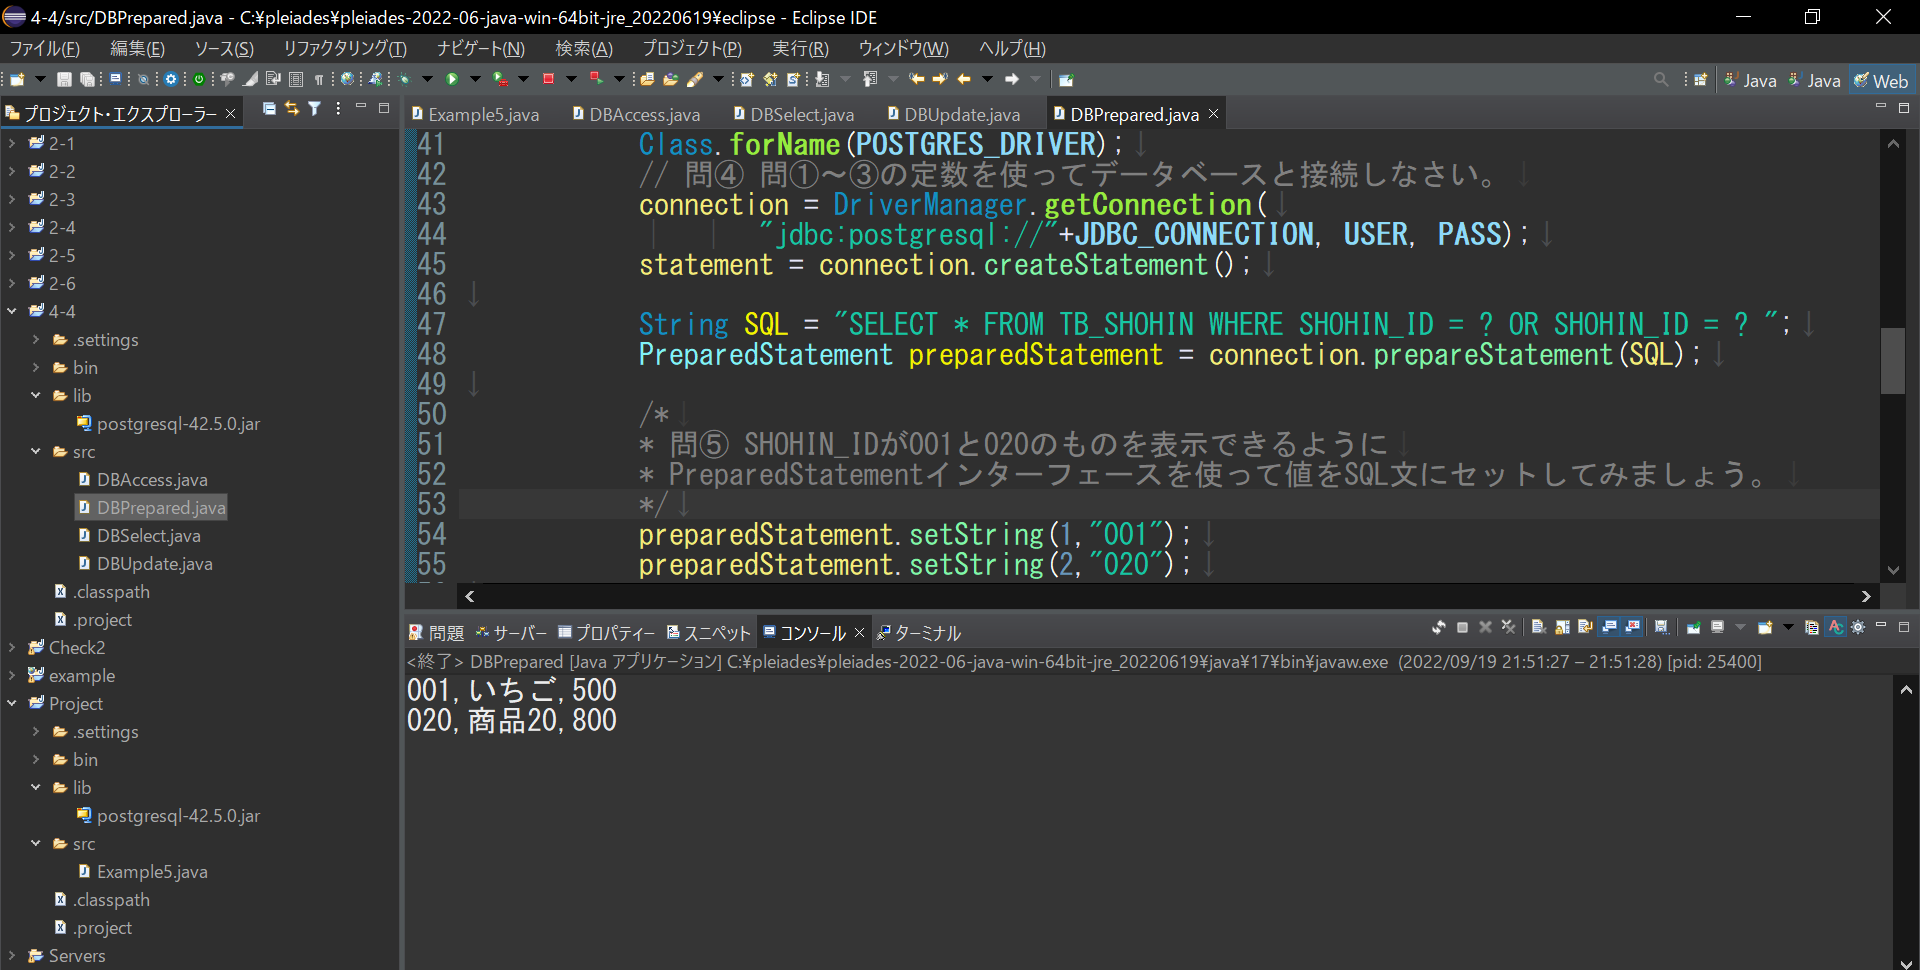 4-4/src/DBPrepared.java - C:¥pleiades¥pleiades-2022-06-java-win-64bit-jre_20220619¥eclipse - Eclipse IDE
ファイル(F) 編集(E) ソース(S) リファクタリング(T) ナビゲート(N) 検索(A) プロジェクト(P) 実行(R) ウィンドウ(W) ヘルプ(H)
Java Java Web
プロジェクト・エクスプローラー
2-1
2-2
2-3
2-4
2-5
2-6
4-4
.settings
bin
lib
postgresql-42.5.0.jar
src
DBAccess.java
DBPrepared.java
DBSelect.java
DBUpdate.java
.classpath
.project
Check2
example
Project
.settings
bin
lib
postgresql-42.5.0.jar
src
Example5.java
.classpath
.project
Servers
Example5.java DBAccess.java DBSelect.java DBUpdate.java DBPrepared.java
41 Class.forName(POSTGRES_DRIVER);↓
42 // 問④ 問①～③の定数を使ってデータベースと接続しなさい。↓
43 connection = DriverManager.getConnection(↓
44 "jdbc:postgresql://"+JDBC_CONNECTION, USER, PASS);↓
45 statement = connection.createStatement();↓
46 ↓
47 String SQL = "SELECT * FROM TB_SHOHIN WHERE SHOHIN_ID = ? OR SHOHIN_ID = ? ";↓
48 PreparedStatement preparedStatement = connection.prepareStatement(SQL);↓
49 ↓
50 /*↓
51 * 問⑤ SHOHIN_IDが001と020のものを表示できるように↓
52 * PreparedStatementインターフェースを使って値をSQL文にセットしてみましょう。↓
53 */↓
54 preparedStatement.setString(1,"001");↓
55 preparedStatement.setString(2,"020");↓
問題 サーバー プロパティー スニペット コンソール ターミナル
<終了> DBPrepared [Java アプリケーション] C:¥pleiades¥pleiades-2022-06-java-win-64bit-jre_20220619¥java¥17¥bin¥javaw.exe (2022/09/19 21:51:27 – 21:51:28) [pid: 25400]
001,いちご,500
020,商品20,800